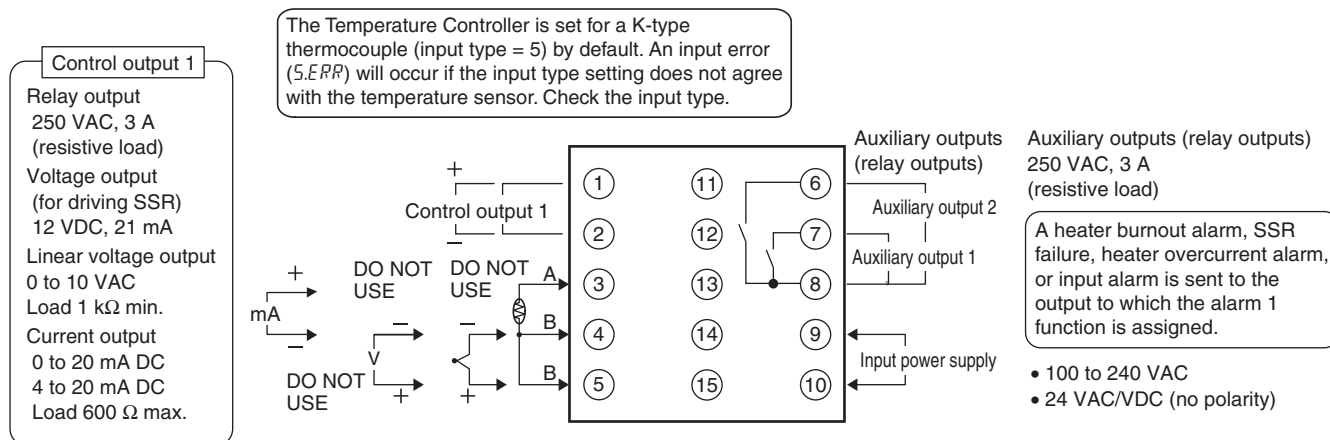 The Temperature Controller is set for a K-type
thermocouple (input type = 5) by default. An input error
(S.ERR) will occur if the input type setting does not agree
with the temperature sensor. Check the input type.
Control output 1
Relay output
250 VAC, 3 A
(resistive load)
Voltage output
(for driving SSR)
12 VDC, 21 mA
Linear voltage output
0 to 10 VAC
Load 1 kΩ min.
Current output
0 to 20 mA DC
4 to 20 mA DC
Load 600 Ω max.
+
mA
−
DO NOT
USE
−
V
+
DO NOT
USE
+
Control output 1
−
DO NOT
USE
−
+
A
B
B
1
2
3
4
5
11
12
13
14
15
6
7
8
9
10
Auxiliary outputs
(relay outputs)
Auxiliary output 2
Auxiliary output 1
Input power supply
Auxiliary outputs (relay outputs)
250 VAC, 3 A
(resistive load)
A heater burnout alarm, SSR
failure, heater overcurrent alarm,
or input alarm is sent to the
output to which the alarm 1
function is assigned.
• 100 to 240 VAC
• 24 VAC/VDC (no polarity)